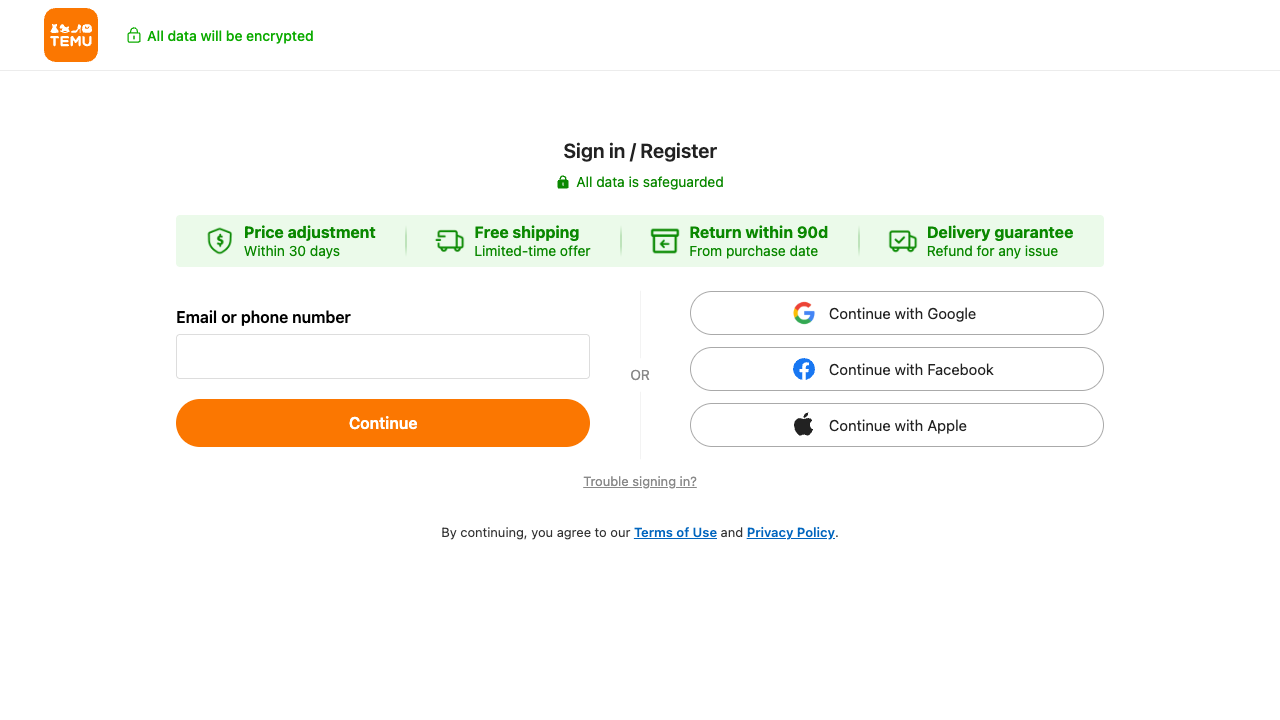 TEMU
All data will be encrypted
Sign in / Register
All data is safeguarded
Price adjustment
Within 30 days
Free shipping
Limited-time offer
Return within 90d
From purchase date
Delivery guarantee
Refund for any issue
Email or phone number
Continue
OR
Continue with Google
Continue with Facebook
Continue with Apple
Trouble signing in?
By continuing, you agree to our Terms of Use and Privacy Policy.